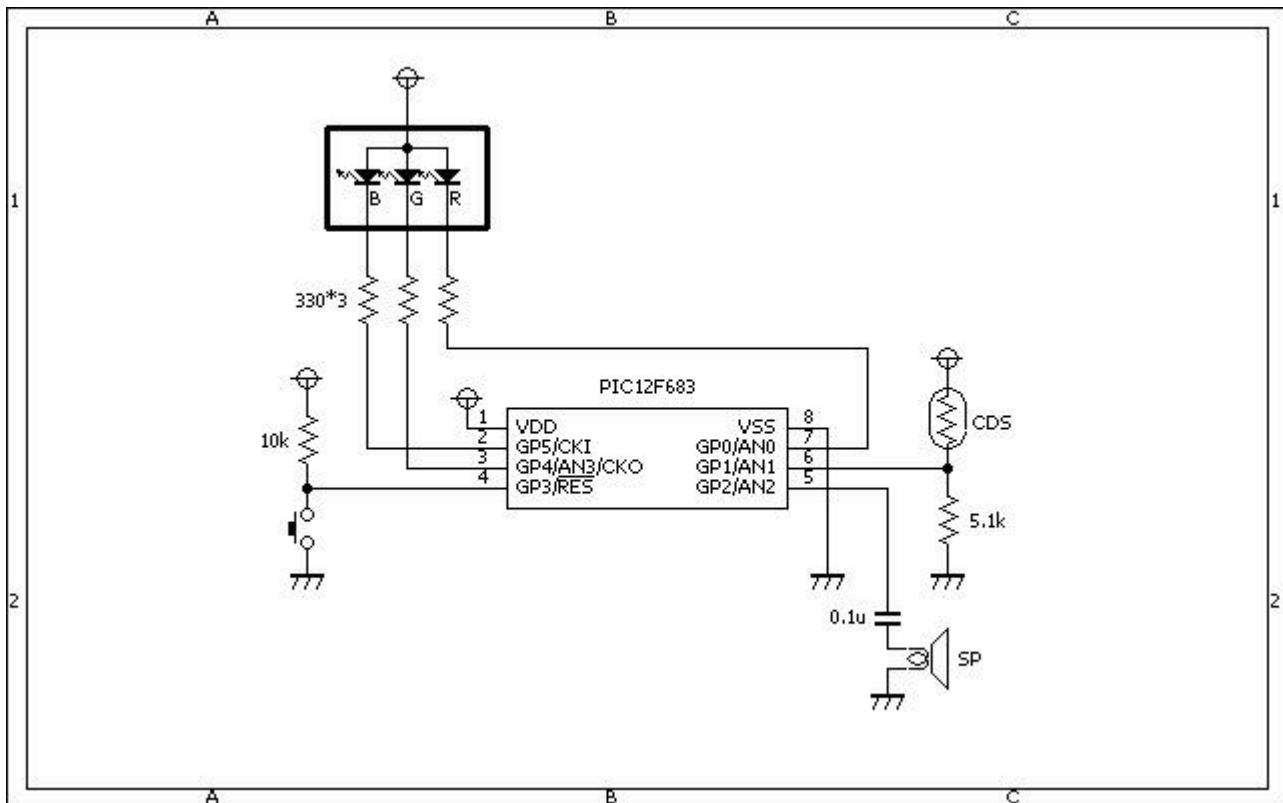 A B C
1 1
B G R
330*3
PIC12F683
10k
CDS
1 VDD VSS 8
2 GP5/CKI GP0/AN0 7
3 GP4/AN3/CKO GP1/AN1 6
4 GP3/RES GP2/AN2 5
5.1k
2 2
0.1u
SP
A B C